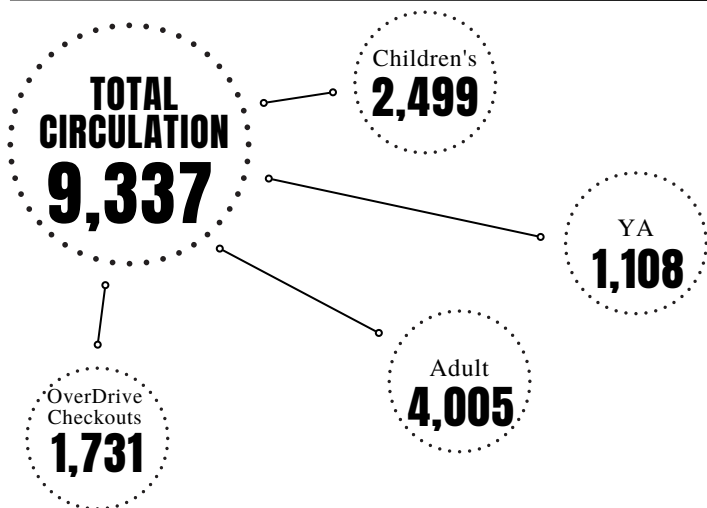 TOTAL
CIRCULATION
9,337
Children's
2,499
YA
1,108
Adult
4,005
OverDrive
Checkouts
1,731